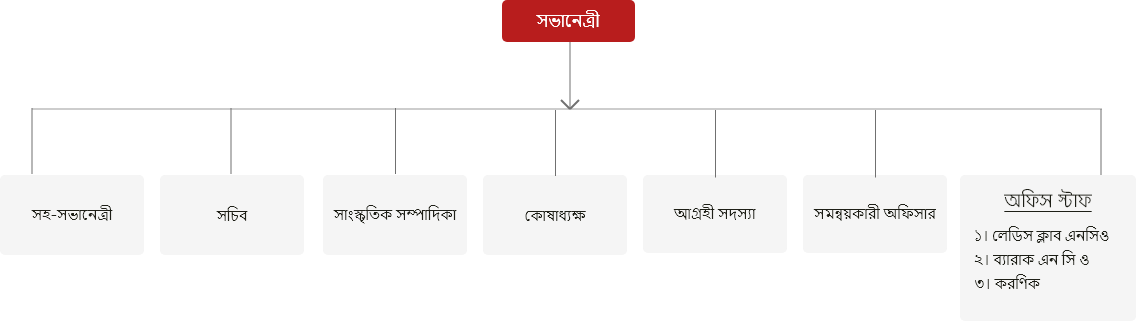 সভানেত্রী
সহ-সভানেত্রী
সচিব
সাংস্কৃতিক সম্পাদিকা
কোষাধ্যক্ষ
আগ্রহী সদস্যা
সমন্বয়কারী অফিসার
অফিস স্টাফ
১। লেডিস ক্লাব এনসিও
২। ব্যারাক এন সি ও
৩। করণিক